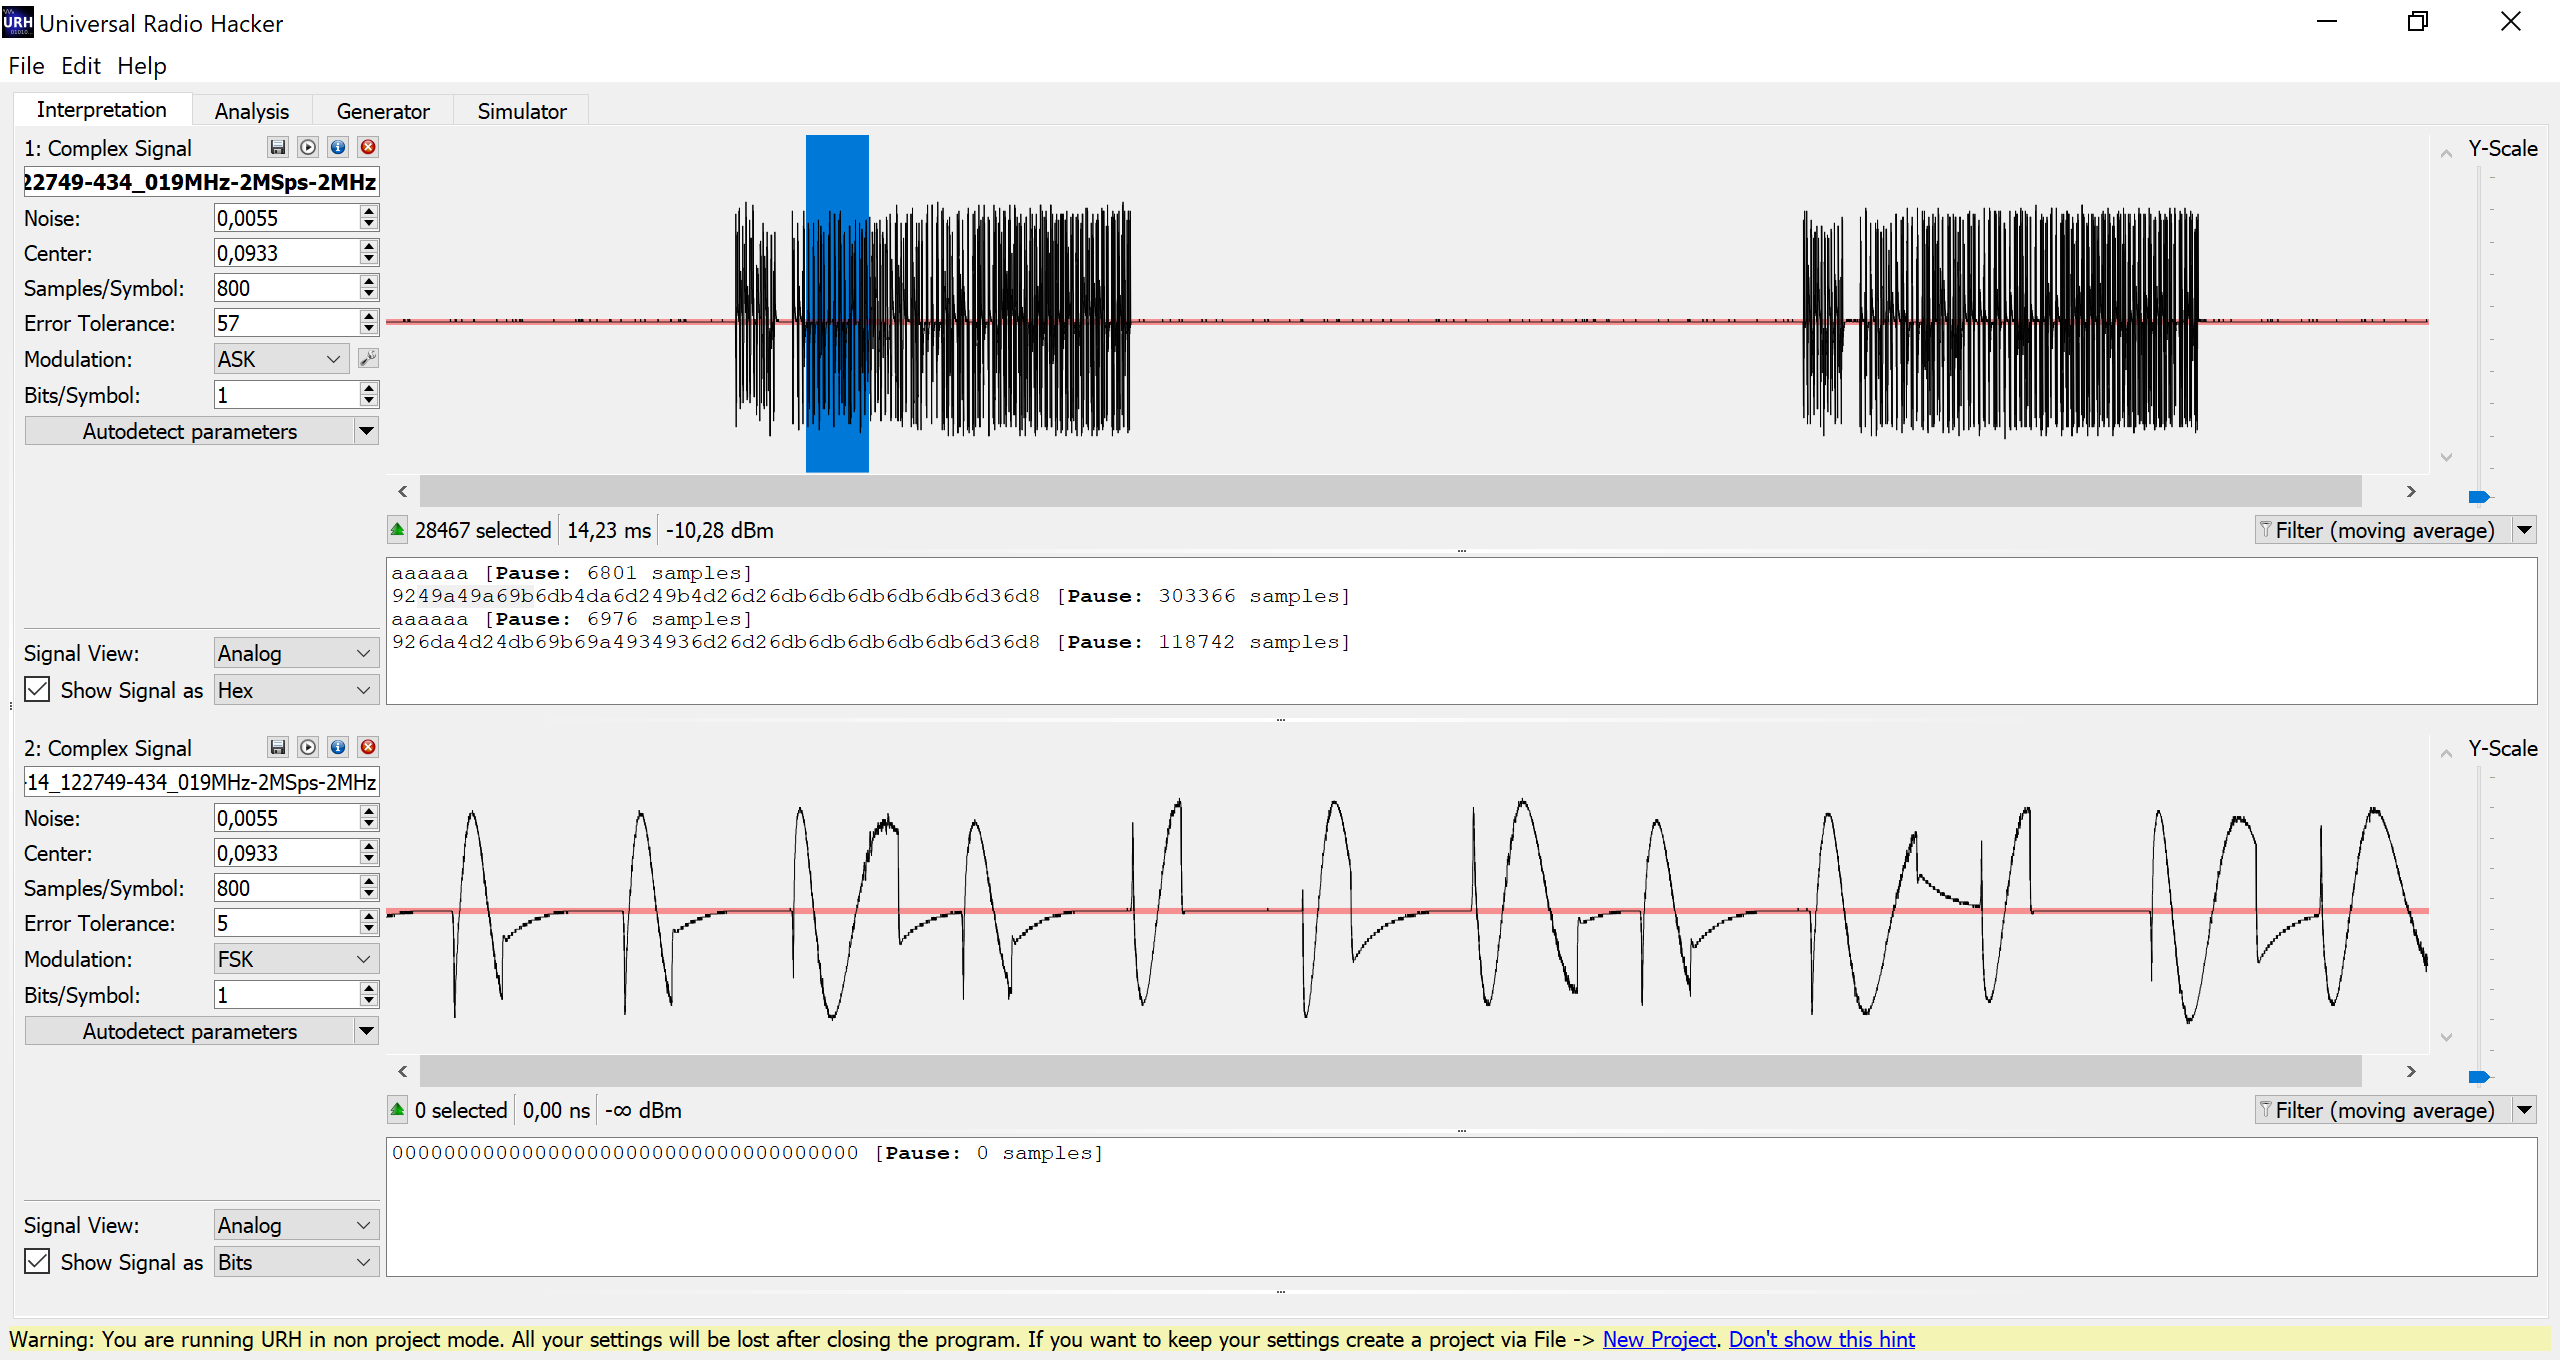 URH Universal Radio Hacker
File Edit Help
Interpretation Analysis Generator Simulator
1: Complex Signal
22749-434_019MHz-2MSps-2MHz
Noise: 0,0055
Center: 0,0933
Samples/Symbol: 800
Error Tolerance: 57
Modulation: ASK
Bits/Symbol: 1
Autodetect parameters
Y-Scale
28467 selected 14,23 ms -10,28 dBm Filter (moving average)
aaaaaa [Pause: 6801 samples]
9249a49a69b6db4da6d249b4d26d26db6db6db6db6db6d36d8 [Pause: 303366 samples]
aaaaaa [Pause: 6976 samples]
926da4d24db69b69a4934936d26d26db6db6db6db6db6d36d8 [Pause: 118742 samples]
Signal View: Analog
Show Signal as Hex
2: Complex Signal
-14_122749-434_019MHz-2MSps-2MHz
Noise: 0,0055
Center: 0,0933
Samples/Symbol: 800
Error Tolerance: 5
Modulation: FSK
Bits/Symbol: 1
Autodetect parameters
Y-Scale
0 selected 0,00 ns -∞ dBm Filter (moving average)
000000000000000000000000000000000000 [Pause: 0 samples]
Signal View: Analog
Show Signal as Bits
Warning: You are running URH in non project mode. All your settings will be lost after closing the program. If you want to keep your settings create a project via File -> New Project. Don't show this hint